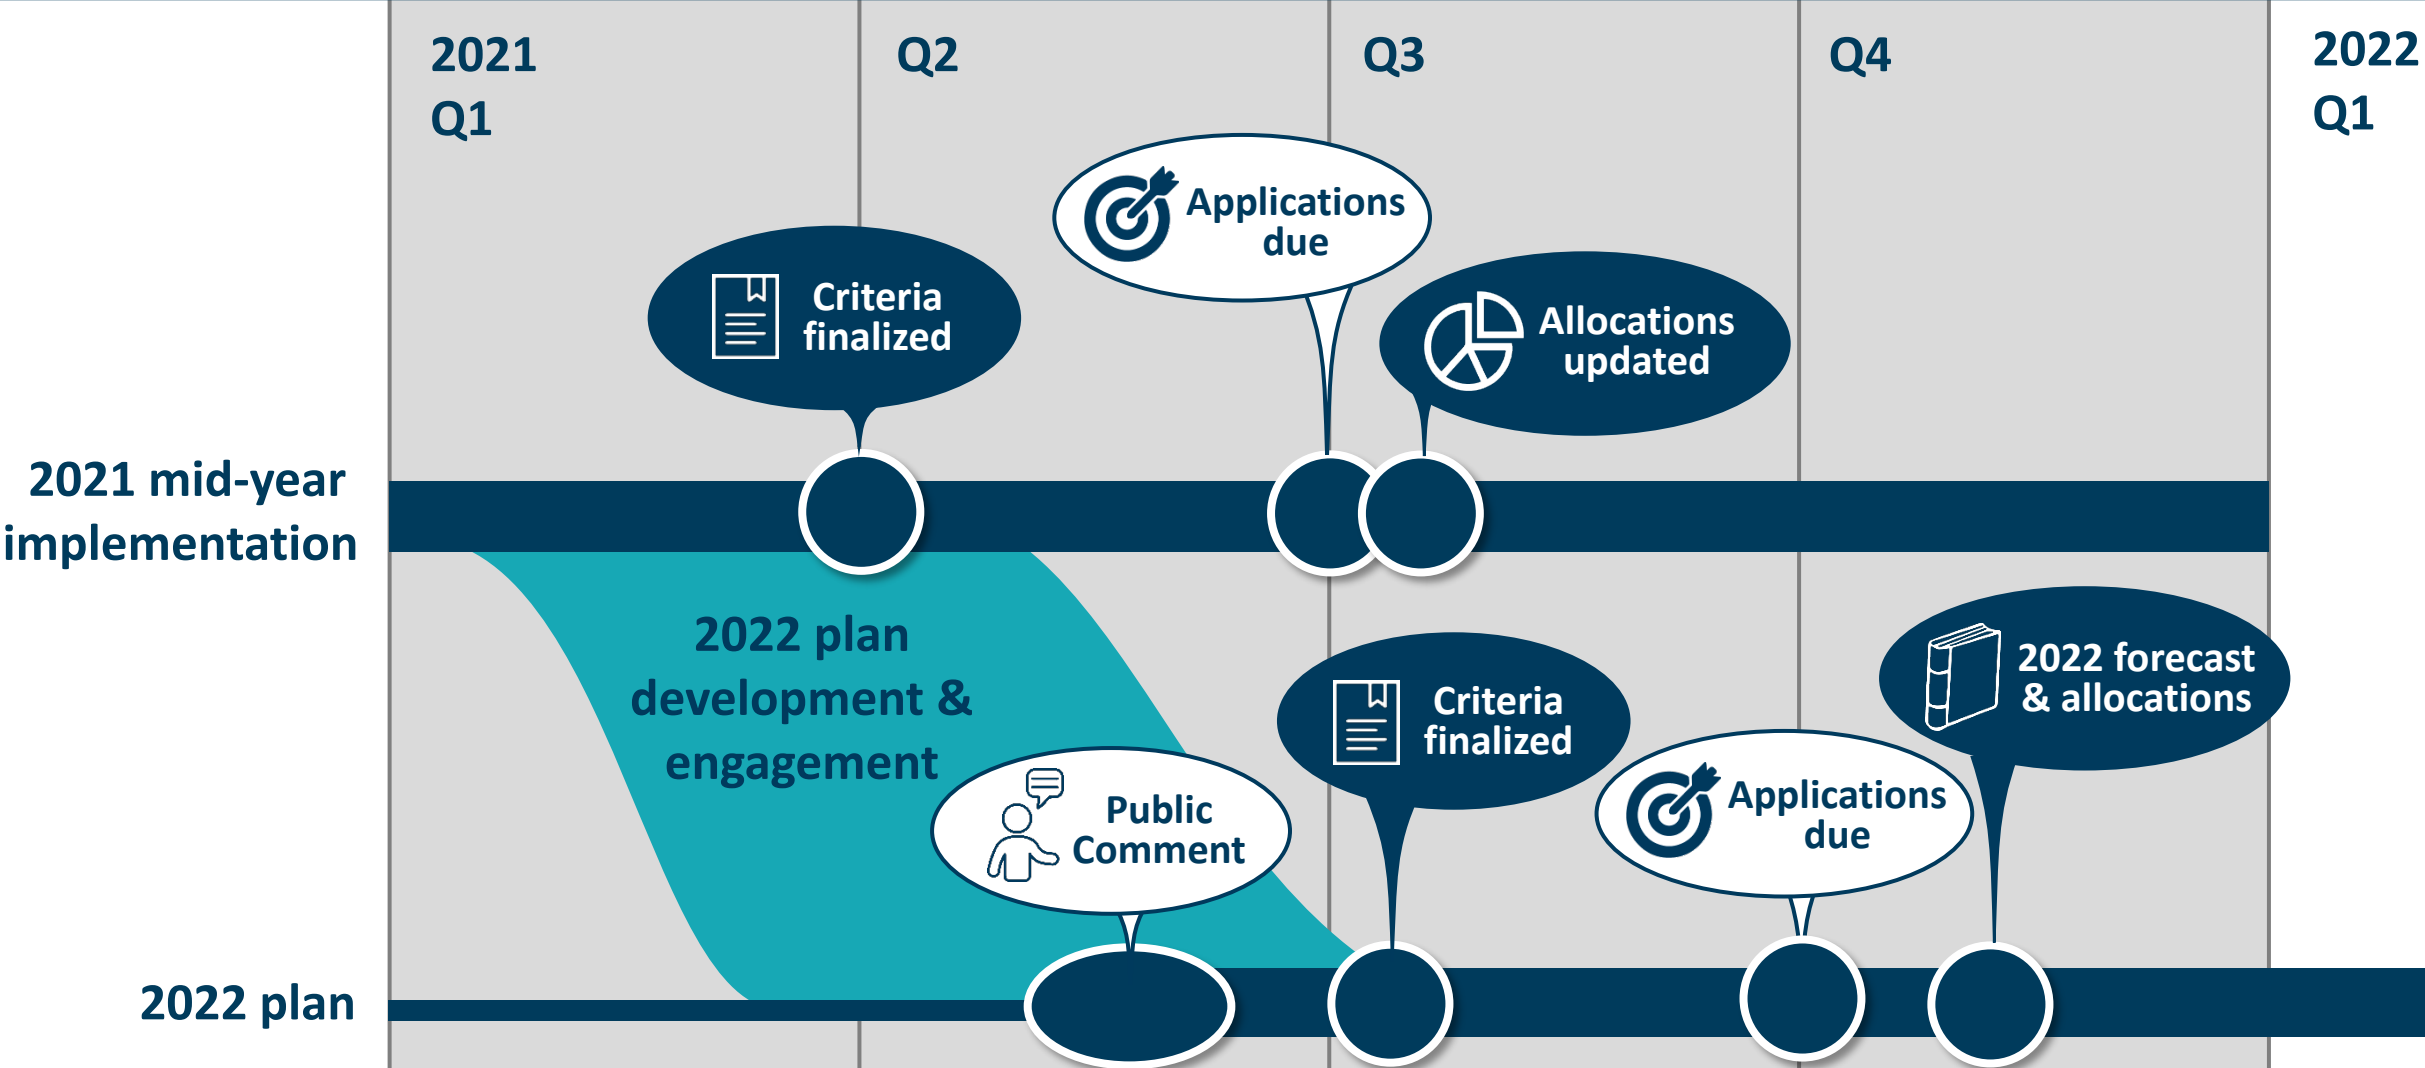 2021
Q1
Q2
Q3
Q4
2022
Q1
Applications
due
Criteria
finalized
Allocations
updated
2021 mid-year
implementation
2022 plan
development &
engagement
2022 forecast
& allocations
Criteria
finalized
Applications
due
Public
Comment
2022 plan